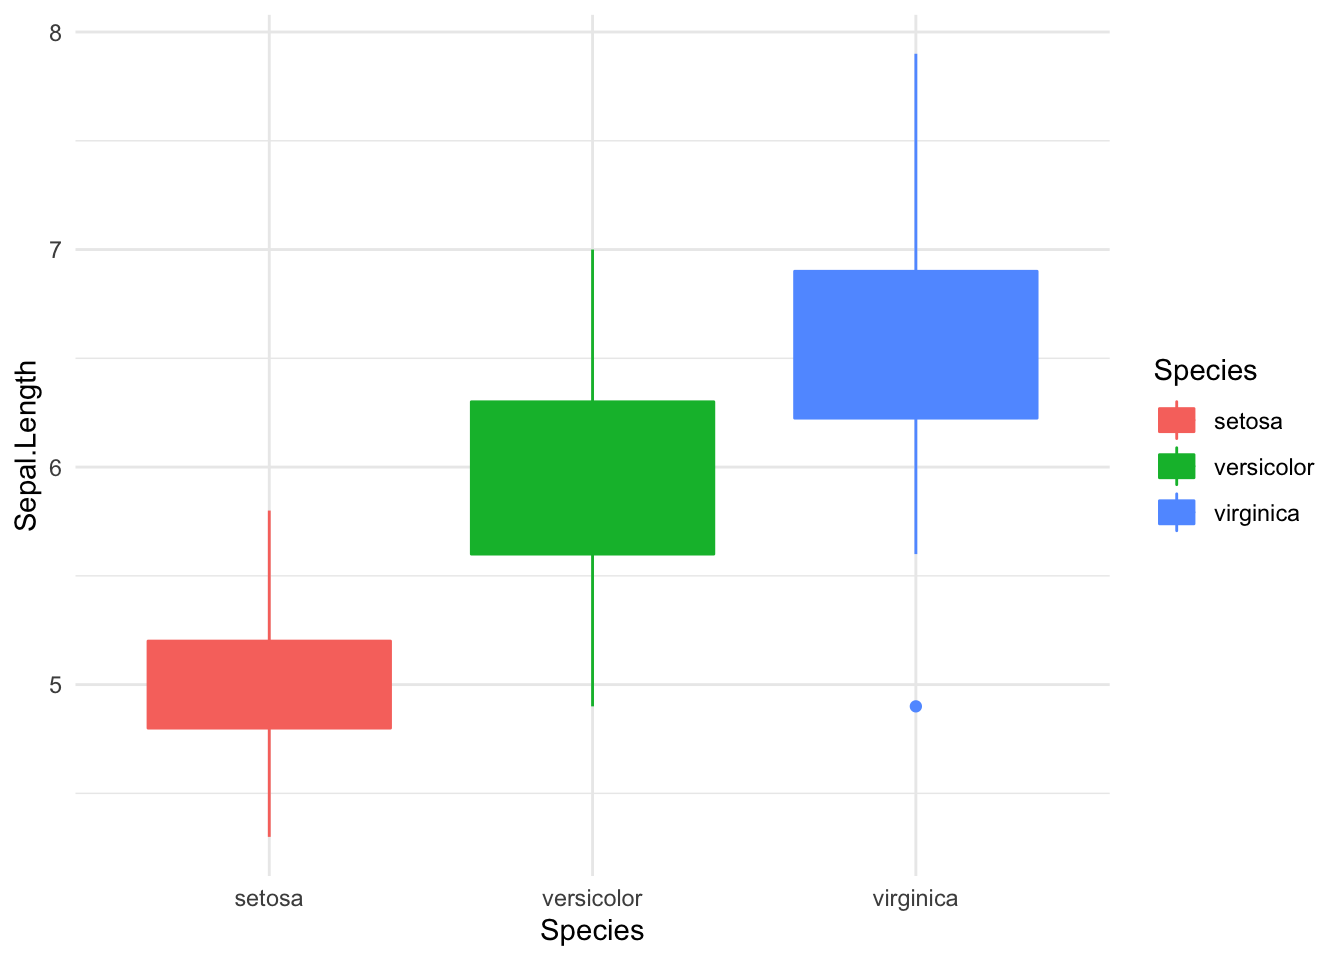 8
7
6
5
Sepal.Length
setosa
versicolor
virginica
Species
Species
setosa
versicolor
virginica